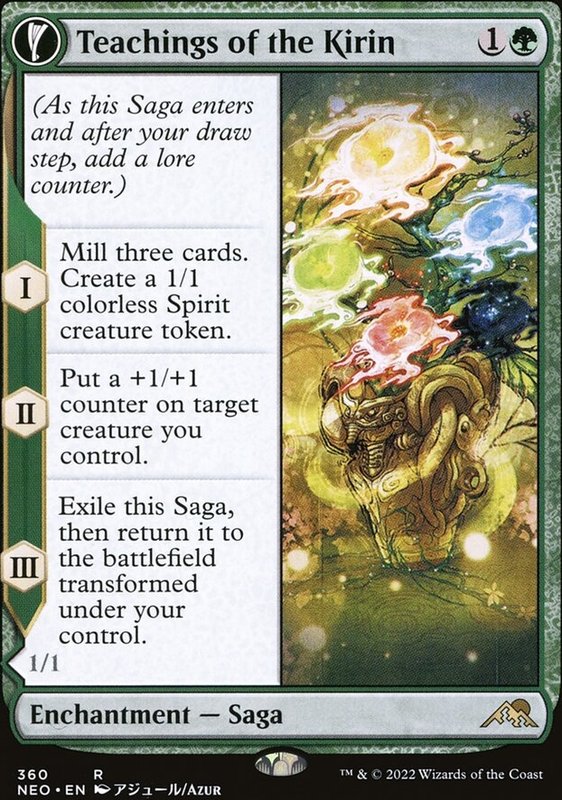 Teachings of the Kirin 1
(As this Saga enters
and after your draw
step, add a lore
counter.)
I
Mill three cards.
Create a 1/1
colorless Spirit
creature token.
II
Put a +1/+1
counter on target
creature you
control.
III
Exile this Saga,
then return it to
the battlefield
transformed
under your
control.
1/1
Enchantment — Saga
360 R
NEO • EN アジュール/AZUR
™ & © 2022 Wizards of the Coast